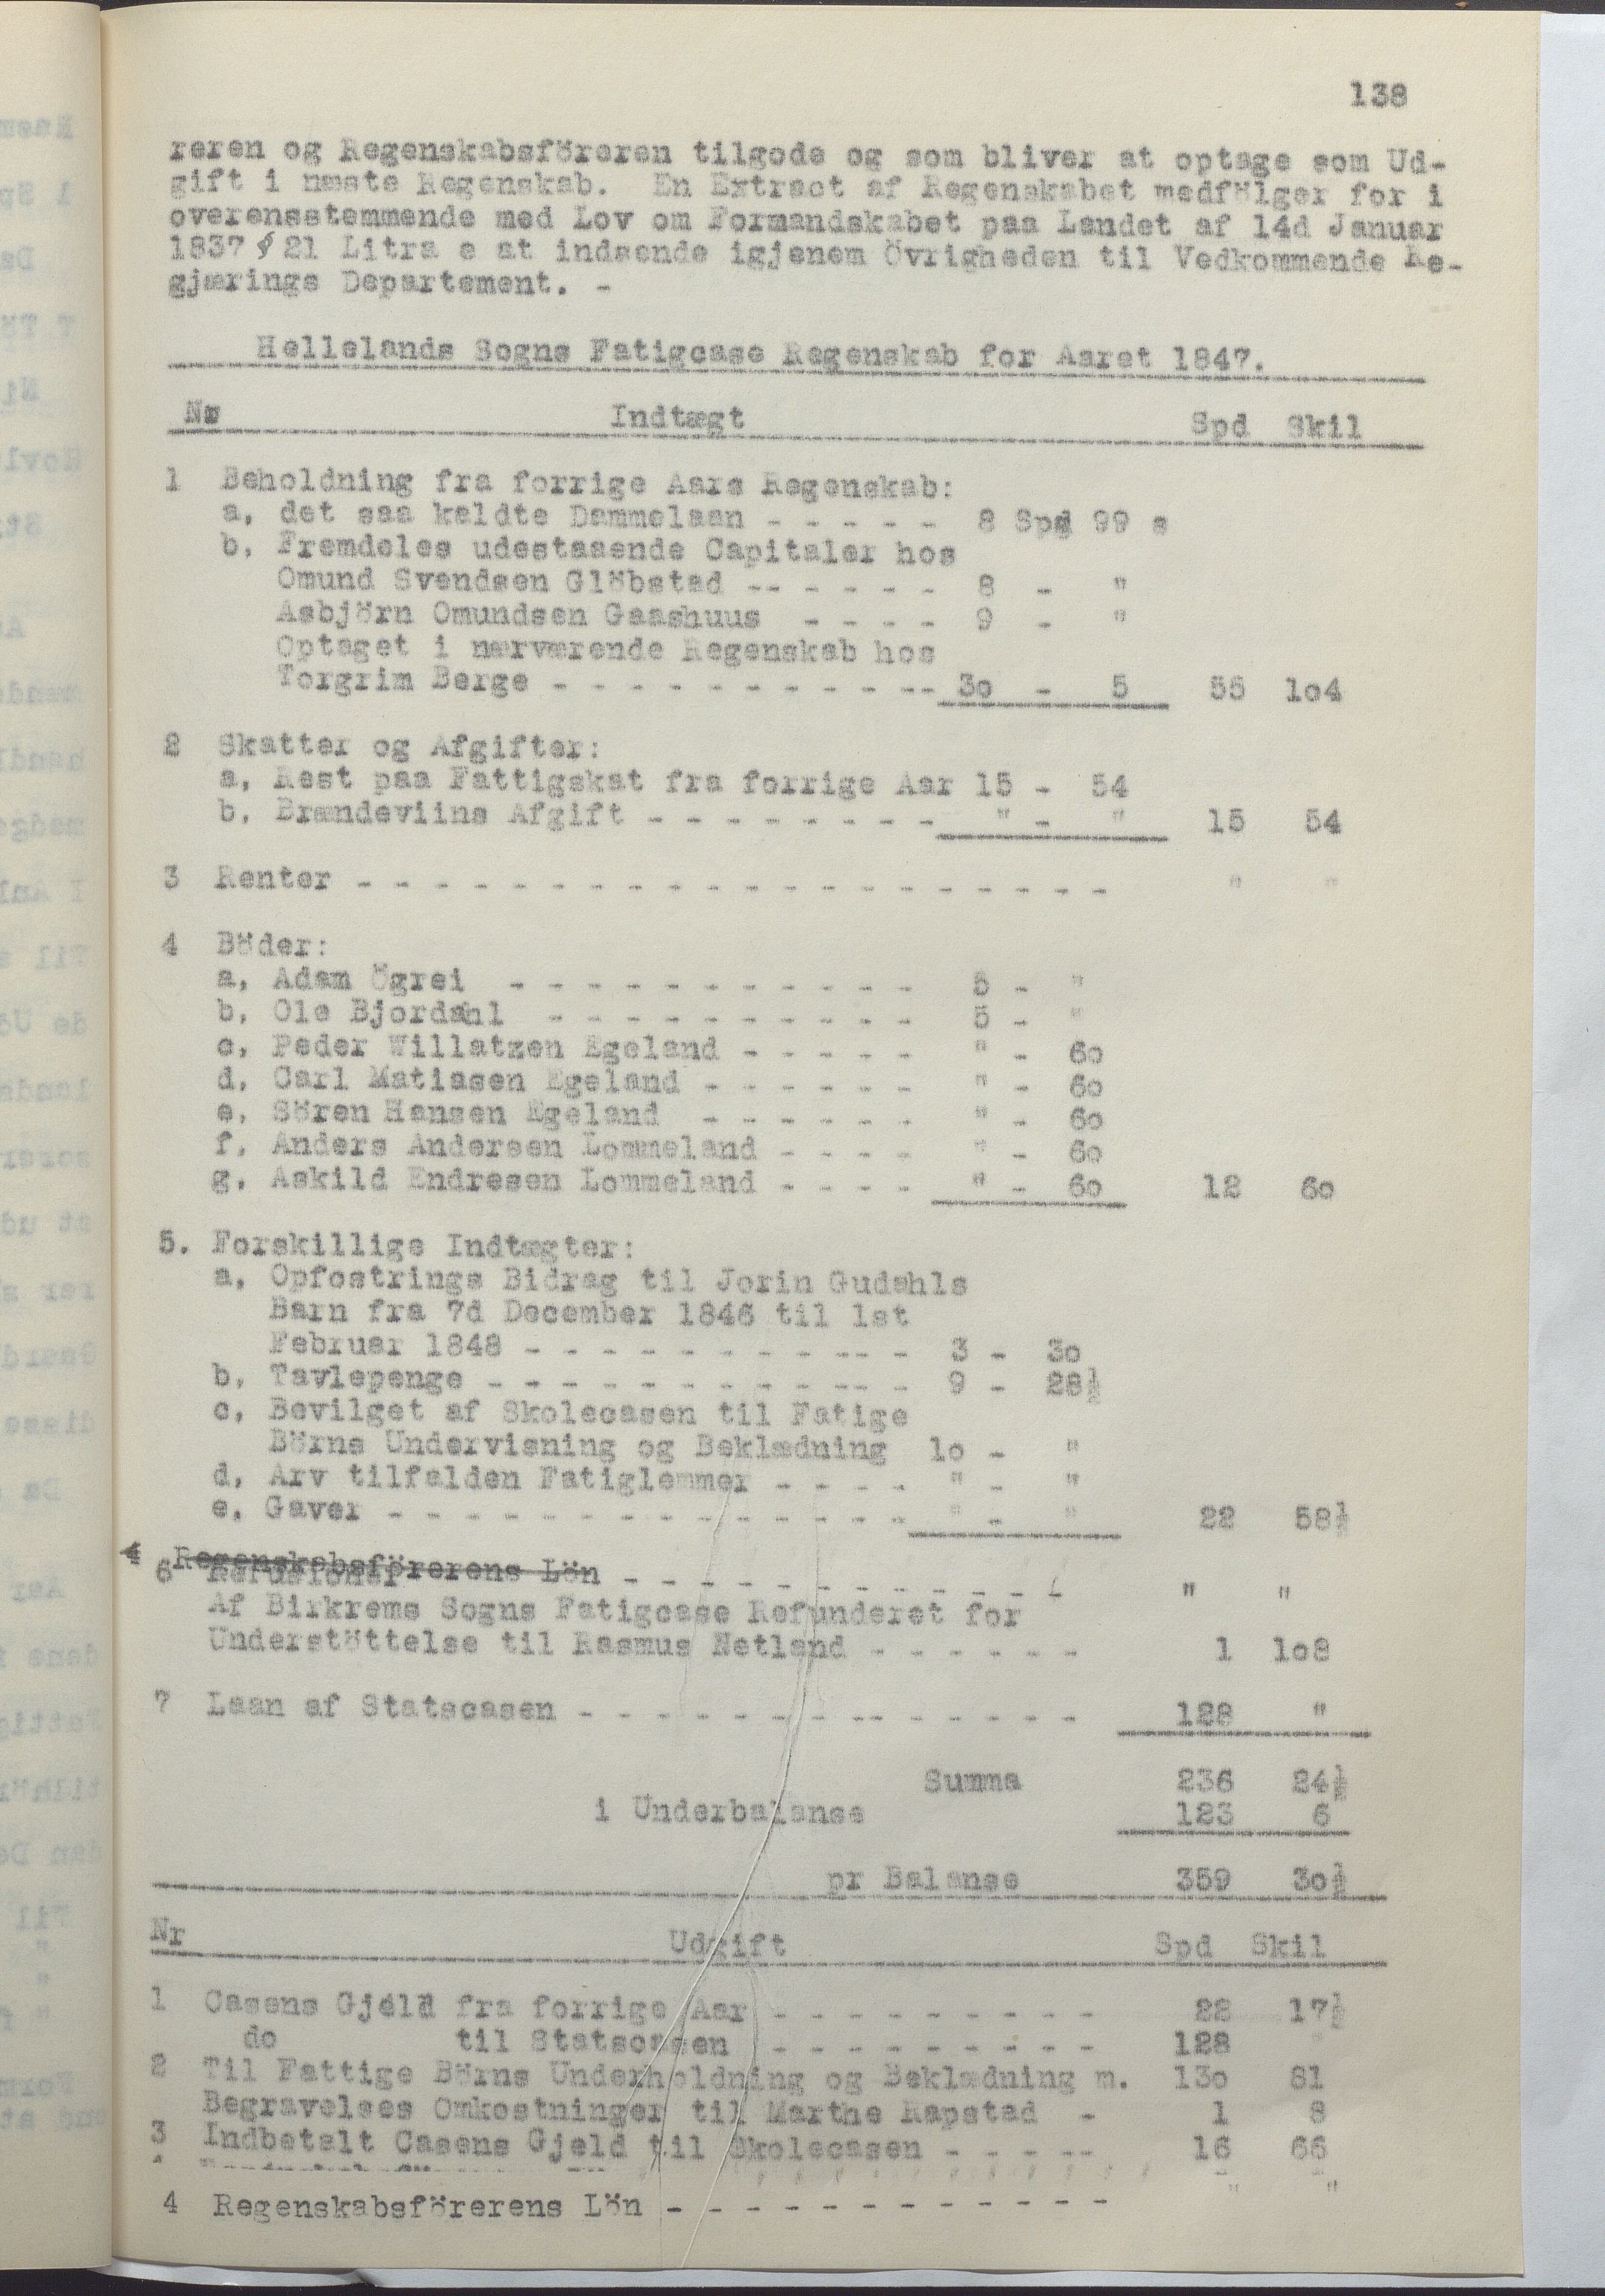 138
reren og Regenskabsföreren tilgode og som bliver at optage som Ud-
gift i næste Regenskab. En Extract af Regenskabet medfölger for i
overensstemmende med Lov om Formandskabet paa Landet af 14d Januar
1837 § 21 Litra e at indsende igjenem Övrigheden til Vedkommende Re-
gjærings Departement. -
Hellelands Sogns Fatigcase Regenskab for Aaret 1847.
Nr Indtægt Spd Skil
1 Beholdning fra forrige Aars Regenskab:
a, det saa kaldte Dammelaan - - - - - 8 Spd 99 s
b, Fremdeles udestaaende Capitaler hos
Omund Svendsen Glöbstad -- - - - - 8 - "
Asbjörn Omundsen Gaashuus - - - - 9 - "
Optaget i nærværende Regenskab hos
Torgrim Berge - - - - - - - - - -- 3o - 5 55 1o4
2 Skatter og Afgifter:
a, Rest paa Fattigskat fra forrige Aar 15 - 54
b, Brændeviins Afgift - - - - - - - - " - " 15 54
3 Renter - - - - - - - - - - - - - - - - - - - - " "
4 Böder:
a, Adam Ögrei - - - - - - - - - - - 5 - "
b, Ole Bjordahl - - - - - - - - - - 5 - "
c, Peder Willatzen Egeland - - - - - " - 6o
d, Carl Matiasen Egeland - - - - - - " - 6o
e, Sören Hansen Egeland - - - - - - " - 6o
f, Anders Andersen Lommeland - - - - " - 6o
g, Askild Endresen Lommeland - - - - " - 6o 12 6o
5. Forskillige Indtægter:
a, Opfostrings Bidrag til Jorin Gudahls
Barn fra 7d December 1846 til 1st
Februar 1848 - - - - - - - - -- - 3 - 3o
b, Tavlepenge - - - - - - - - - -- - 9 - 28½
c, Bevilget af Skolecasen til Fatige
Börns Undervisning og Beklædning 1o - "
d, Arv tilfalden Fatiglemmer - - - - " - "
e, Gaver - - - - - - - - - - - - - - " - " 22 58½
4 Regenskabsförerens Lön - - - - - - - - - - - " "
6 Refusioner
Af Birkrems Sogns Fatigcase Refunderet for
Understöttelse til Rasmus Netland - - - - - - 1 1o8
7 Laan af Statscasen - - - - - - - -- - - - - - 128 "
Summa 236 24½
i Underbalanse 123 6
pr Balanse 359 3o½
Nr Udgift Spd Skil
1 Casens Gjeld fra forrige Aar - - - - - - - - - 22 17½
do til Statscasen - - - - - - - - - 128 "
2 Til Fattige Börns Underholdning og Beklædning m. 13o 81
Begravelses Omkostninger til Marthe Rapstad - 1 8
3 Indbetalt Casens Gjeld til Skolecasen - - - -- 16 66
4 Regenskabsförerens Lön - - - - - - - - - - - - " "